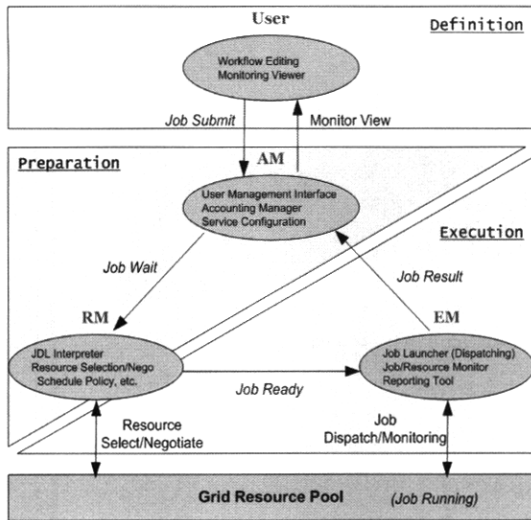 User
Definition
Workflow Editing
Monitoring Viewer
Job Submit
Monitor View
Preparation
AM
User Management Interface
Accounting Manager
Service Configuration
Execution
Job Wait
Job Result
RM
EM
JDL Interpreter
Resource Selection/Nego
Schedule Policy, etc.
Job Launcher (Dispatching)
Job/Resource Monitor
Reporting Tool
Job Ready
Resource
Select/Negotiate
Job
Dispatch/Monitoring
Grid Resource Pool
(Job Running)